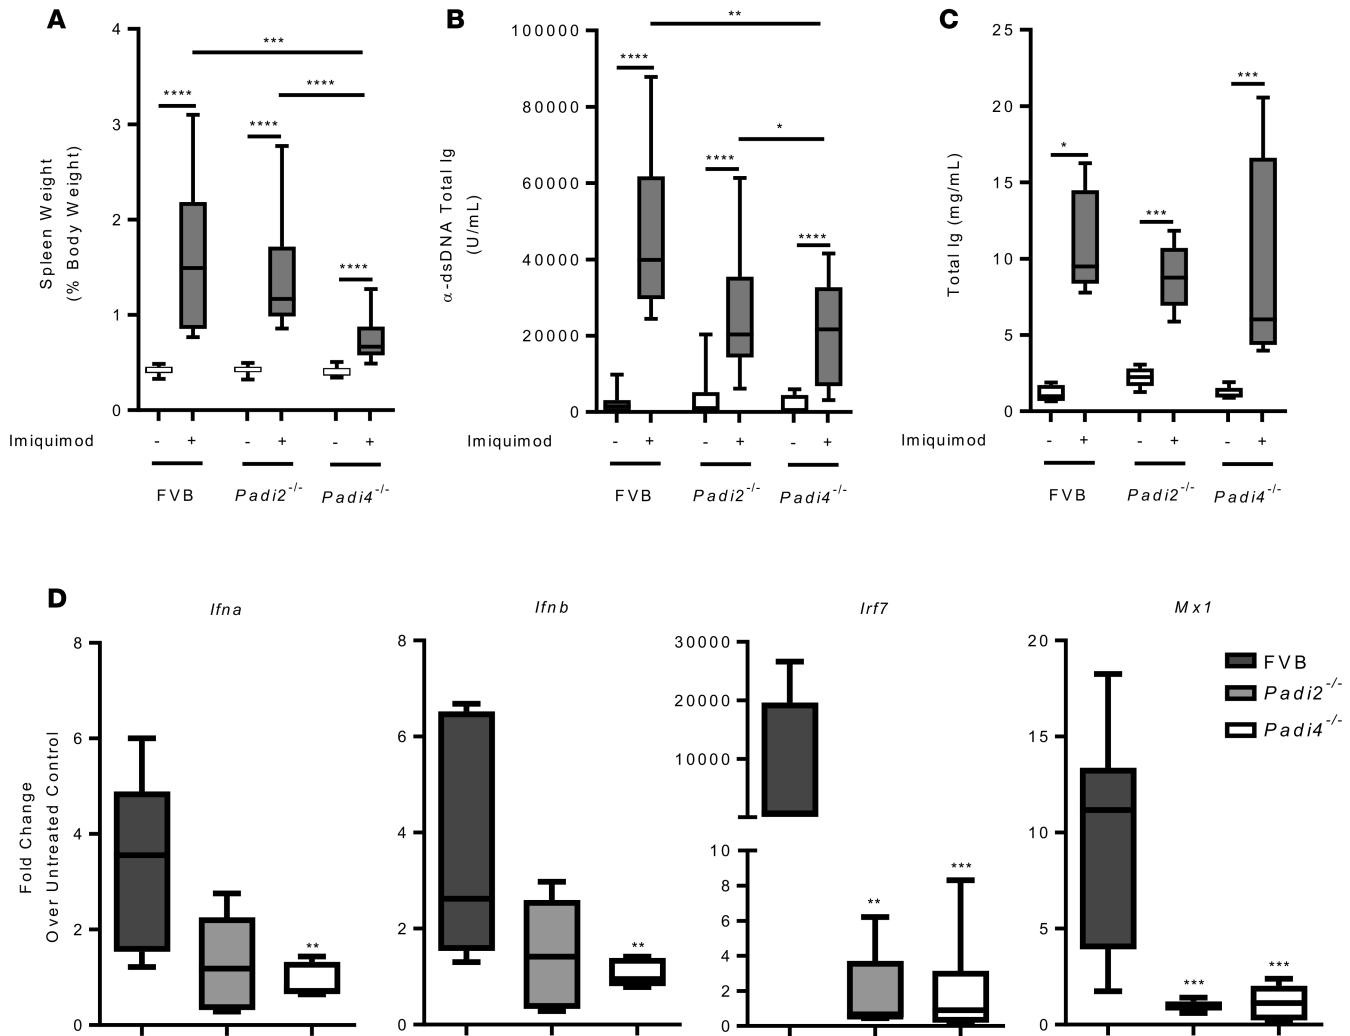 A
4
3
2
1
0
Spleen Weight
(% Body Weight)
***
****
****
****
****
Imiquimod - + - + - +
FVB Padi2-/- Padi4-/-
B
100000
80000
60000
40000
20000
0
α-dsDNA Total Ig
(U/mL)
**
****
*
****
****
Imiquimod - + - + - +
FVB Padi2-/- Padi4-/-
C
25
20
15
10
5
0
Total Ig (mg/mL)
***
*
***
Imiquimod - + - + - +
FVB Padi2-/- Padi4-/-
D
Fold Change
Over Untreated Control
Ifna
8
6
4
2
0
**
Ifnb
8
6
4
2
0
**
Irf7
30000
20000
10000
10
8
6
4
2
0
**
***
Mx1
20
15
10
5
0
***
***
FVB
Padi2-/-
Padi4-/-